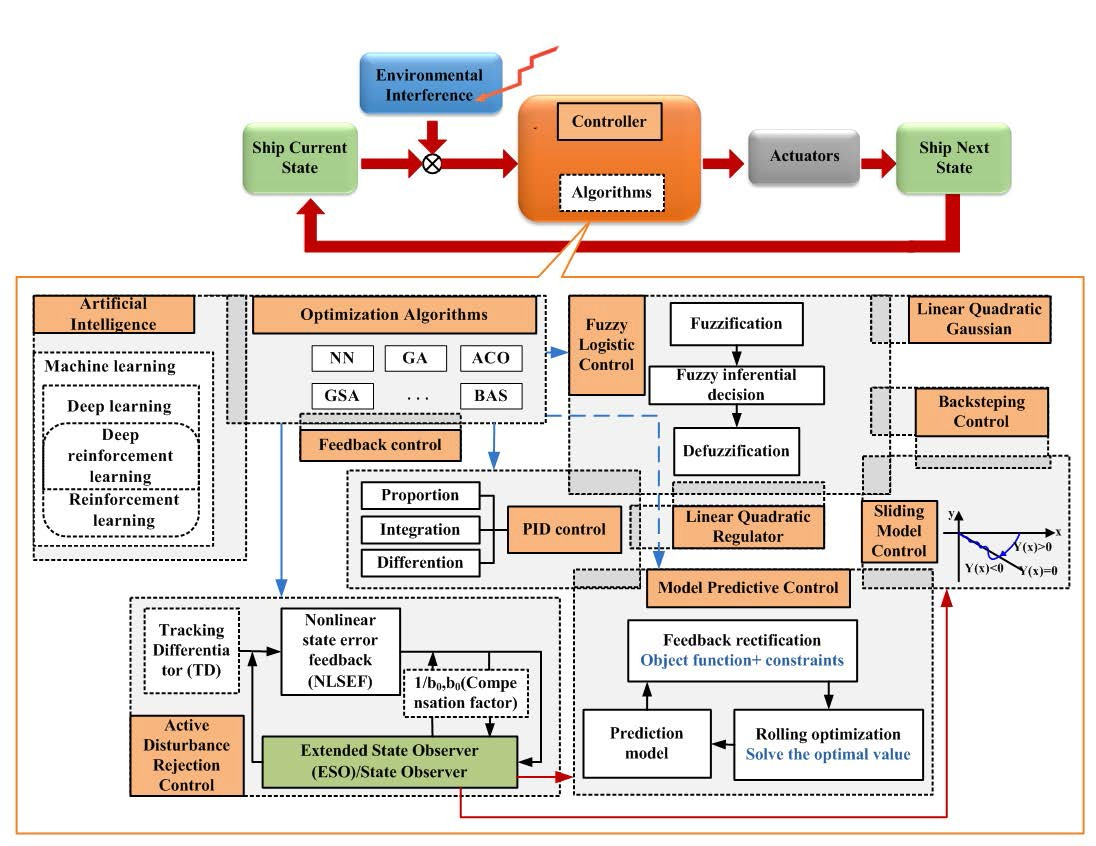 Environmental
Interference
Ship Current
State
Controller
Algorithms
Actuators
Ship Next
State
Artificial
Intelligence
Machine learning
Deep learning
Deep
reinforcement
learning
Reinforcement
learning
Optimization Algorithms
NN
GA
ACO
GSA
...
BAS
Feedback control
Fuzzy
Logistic
Control
Fuzzification
Fuzzy inferential
decision
Defuzzification
Linear Quadratic
Gaussian
Backsteping
Control
Proportion
Integration
Differention
PID control
Linear Quadratic
Regulator
Sliding
Model
Control
y
x
Y(x)>0
Y(x)<0
Y(x)=0
Tracking
Differentia
tor (TD)
Nonlinear
state error
feedback
(NLSEF)
1/b₀,b₀(Compe
nsation factor)
Active
Disturbance
Rejection
Control
Extended State Observer
(ESO)/State Observer
Model Predictive Control
Feedback rectification
Object function+ constraints
Prediction
model
Rolling optimization
Solve the optimal value